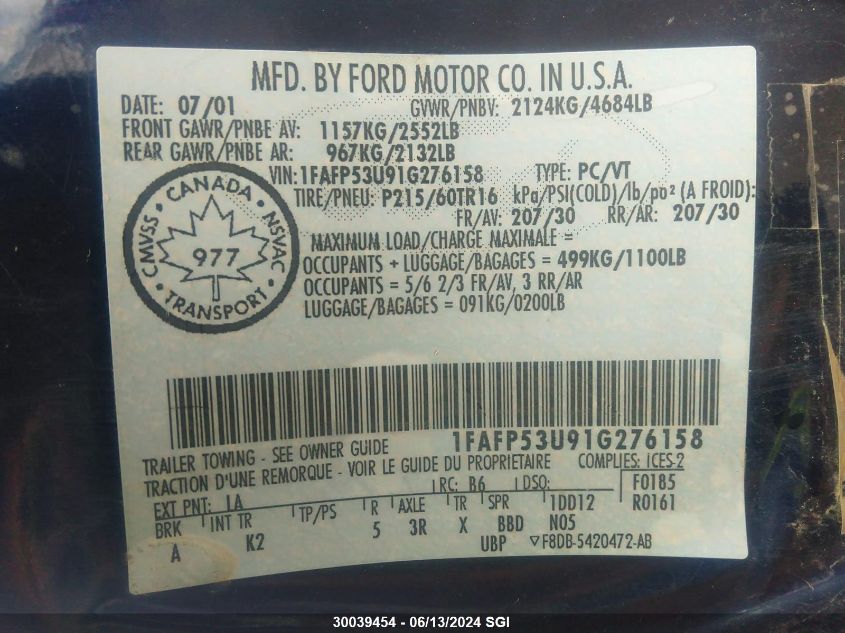 MFD. BY FORD MOTOR CO. IN U.S.A.
DATE: 07/01 GVWR/PNBV: 2124KG/4684LB
FRONT GAWR/PNBE AV: 1157KG/2552LB
REAR GAWR/PNBE AR: 967KG/2132LB
VIN: 1FAFP53U91G276158 TYPE: PC/VT
TIRE/PNEU: P215/60TR16 kPa/PSI(COLD)/lb/po² (A FROID):
FR/AV: 207/30 RR/AR: 207/30
CANADA
CMVSS NSVAC
977
TRANSPORT
MAXIMUM LOAD/CHARGE MAXIMALE =
OCCUPANTS + LUGGAGE/BAGAGES = 499KG/1100LB
OCCUPANTS = 5/6 2/3 FR/AV, 3 RR/AR
LUGGAGE/BAGAGES = 091KG/0200LB
1FAFP53U91G276158
TRAILER TOWING - SEE OWNER GUIDE COMPLIES: ICES-2
TRACTION D'UNE REMORQUE - VOIR LE GUIDE DU PROPRIETAIRE
EXT PNT: LA RC: B6 DSO: F0185
BRK INT TR TP/PS R AXLE TR SPR 1DD12 R0161
A K2 5 3R X BBD N05
UBP ▽F8DB-5420472-AB
30039454 - 06/13/2024 SGI